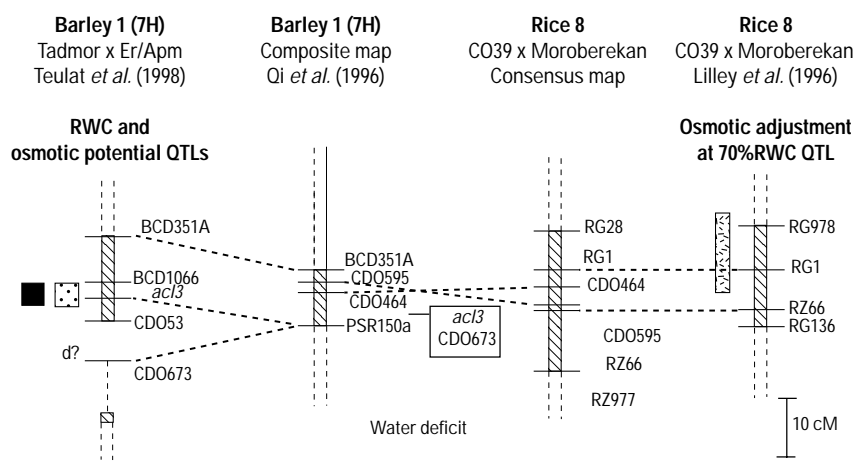 Barley 1 (7H)
Tadmor x Er/Apm
Teulat et al. (1998)
RWC and
osmotic potential QTLs
Barley 1 (7H)
Composite map
Qi et al. (1996)
Rice 8
CO39 x Moroberekan
Consensus map
Rice 8
CO39 x Moroberekan
Lilley et al. (1996)
Osmotic adjustment
at 70%RWC QTL
BCD351A
BCD1066
acl3
CDO53
d?
CDO673
BCD351A
CDO595
CDO464
PSR150a
acl3
CDO673
RG28
RG1
CDO464
CDO595
RZ66
RZ977
RG978
RG1
RZ66
RG136
10 cM
Water deficit